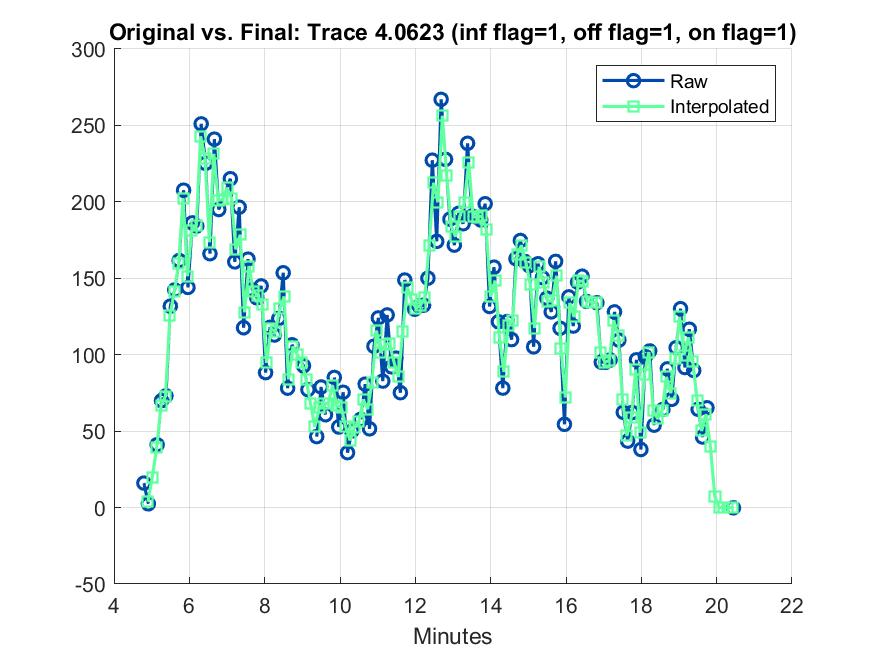 Original vs. Final: Trace 4.0623 (inf flag=1, off flag=1, on flag=1)
300
250
200
150
100
50
0
-50
Raw
Interpolated
4 6 8 10 12 14 16 18 20 22
Minutes